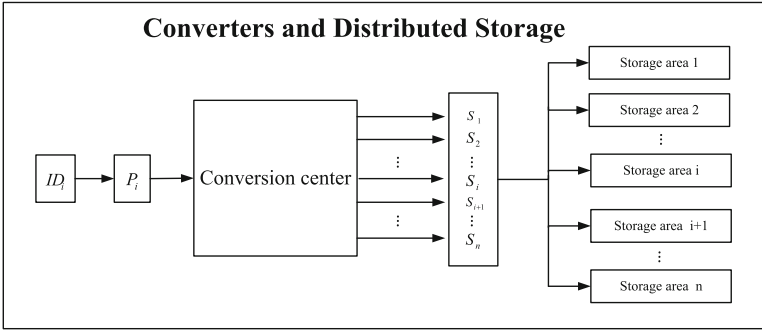 Converters and Distributed Storage
ID_i
P_i
Conversion center
⋮
⋮
S_1
S_2
⋮
S_i
S_{i+1}
⋮
S_n
Storage area 1
Storage area 2
⋮
Storage area i
Storage area i+1
⋮
Storage area n